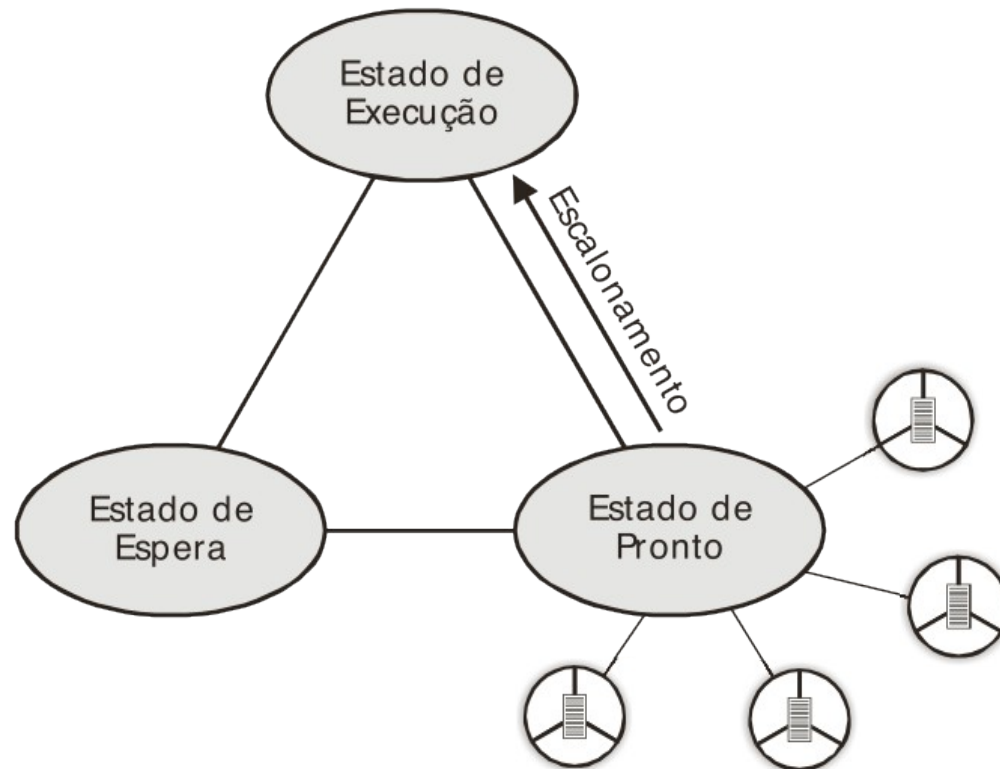 Estado de
Execução
Escalonamento
Estado de
Espera
Estado de
Pronto